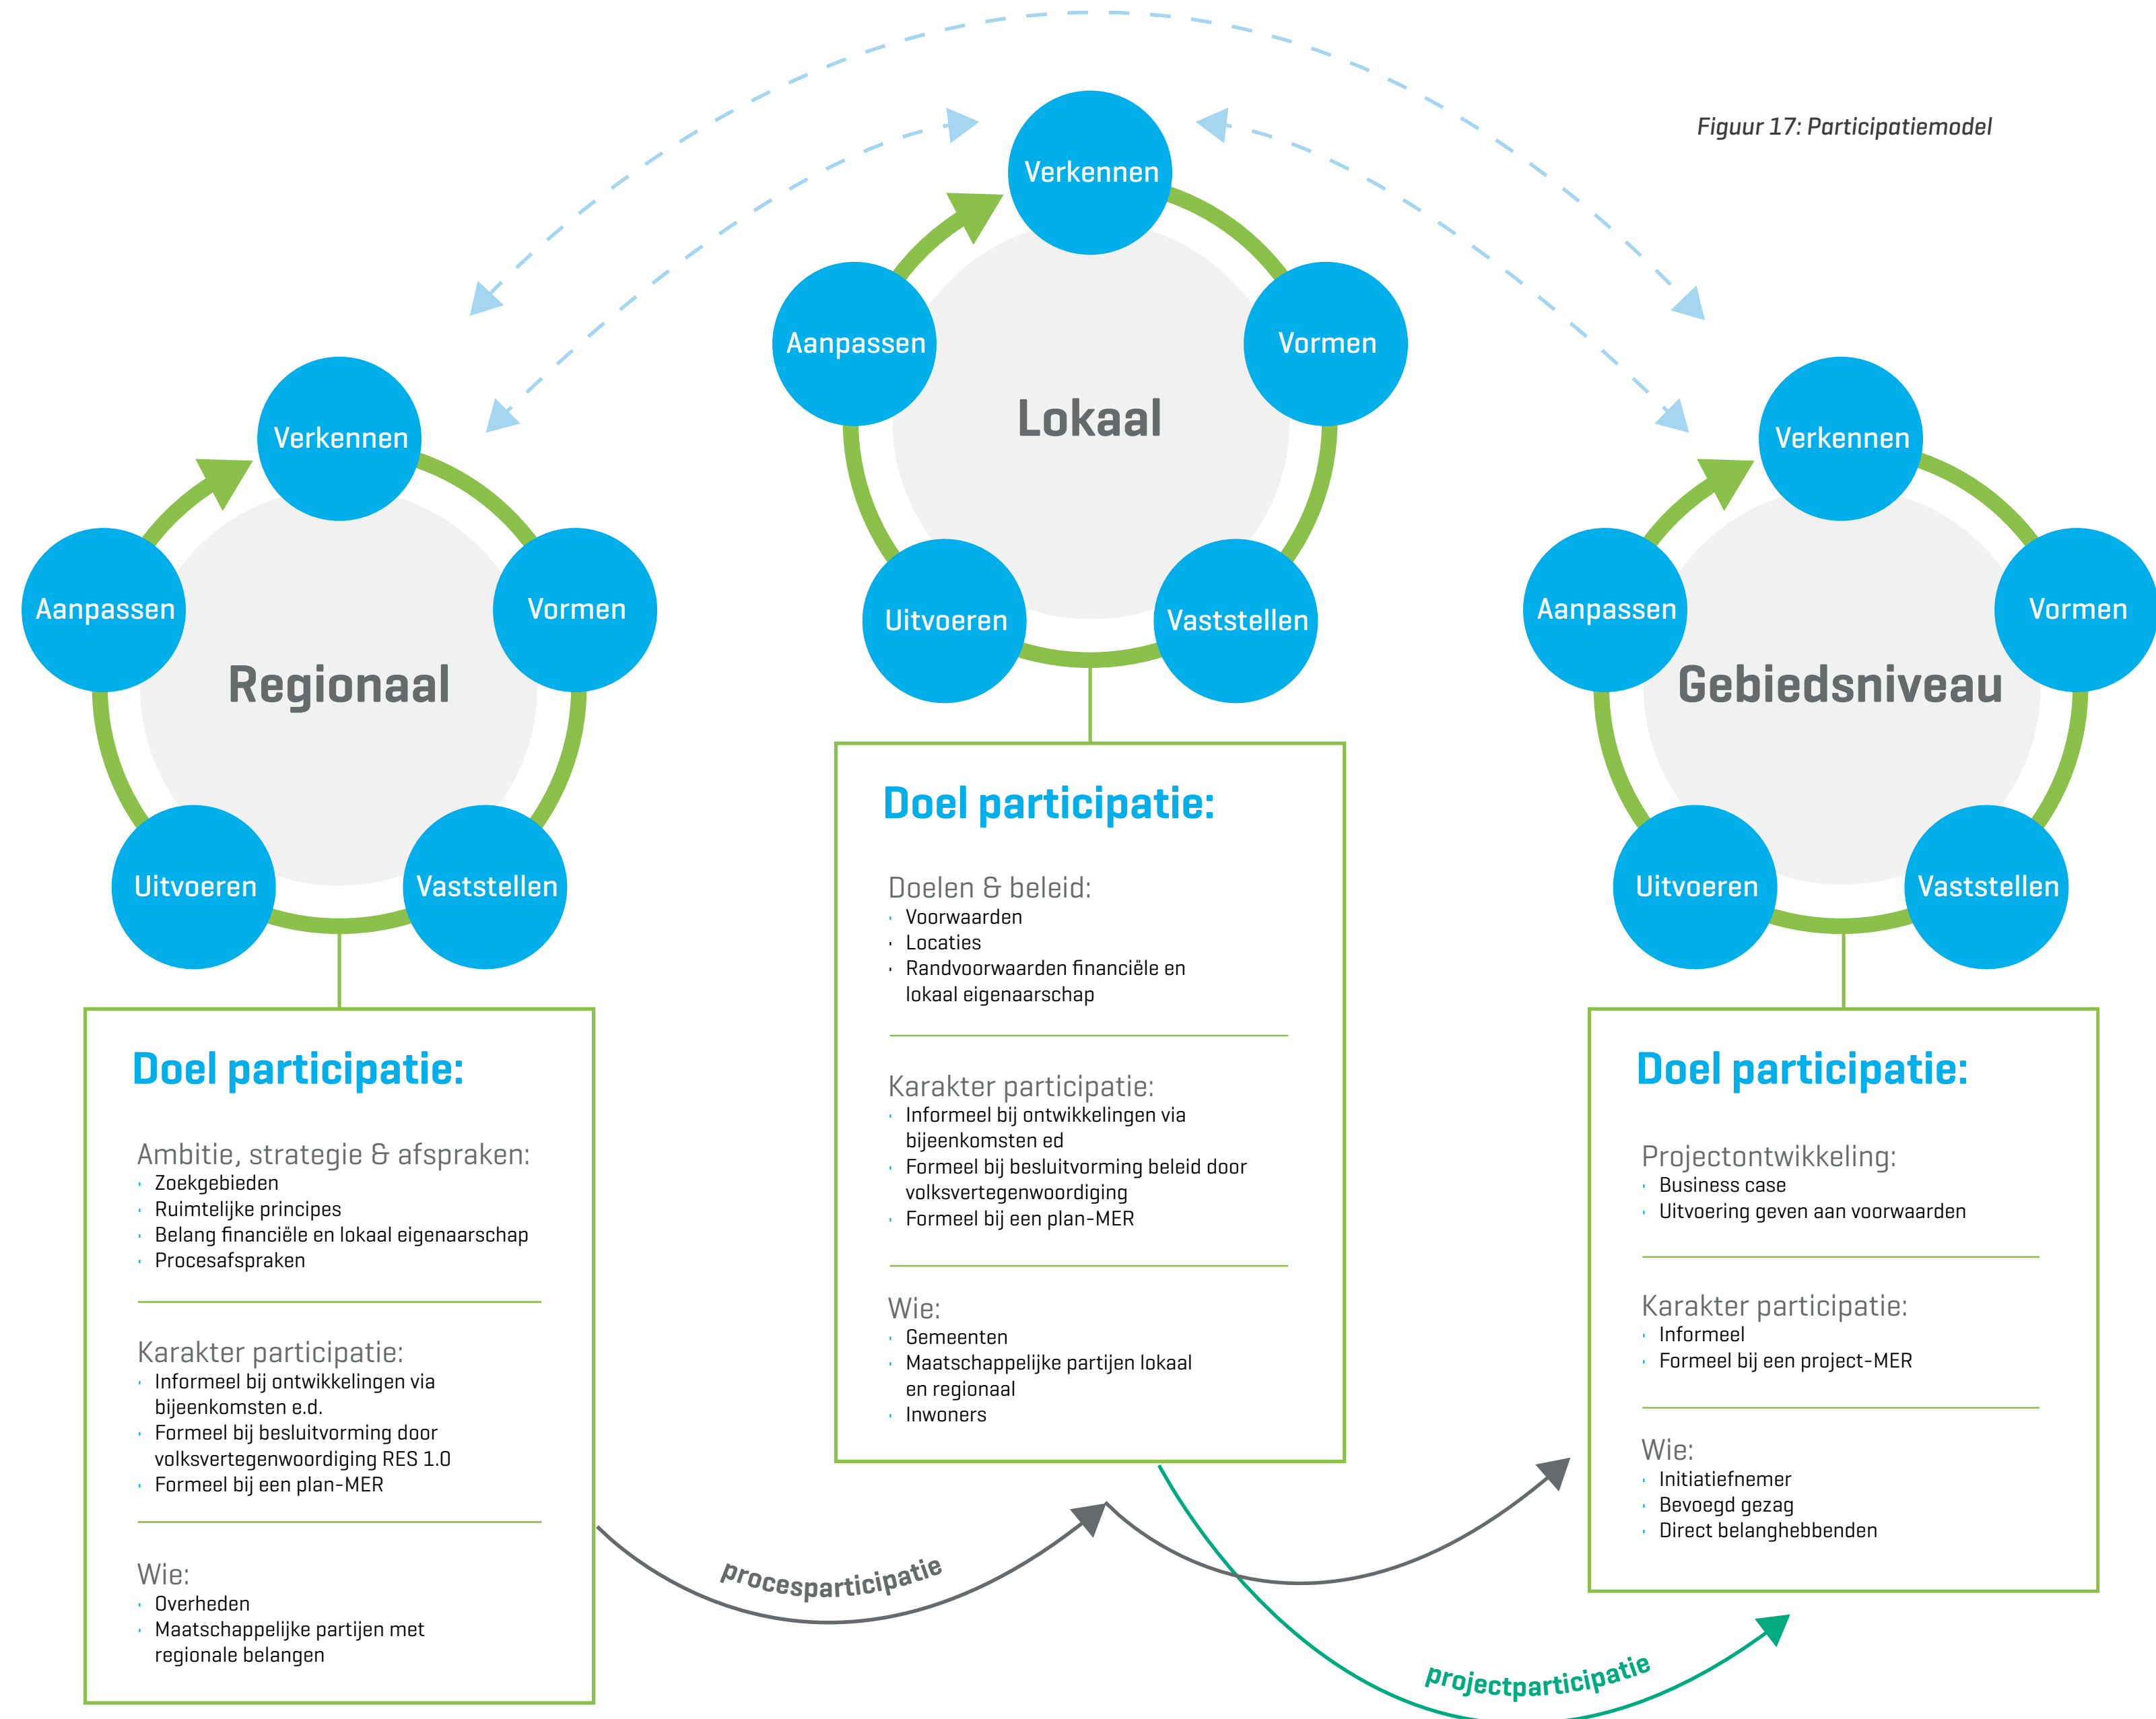 Figuur 17: Participatiemodel
Verkennen
Vormen
Vaststellen
Uitvoeren
Aanpassen
Regionaal
Doel participatie:
Ambitie, strategie & afspraken:
· Zoekgebieden
· Ruimtelijke principes
· Belang financiële en lokaal eigenaarschap
· Procesafspraken
Karakter participatie:
· Informeel bij ontwikkelingen via
bijeenkomsten e.d.
· Formeel bij besluitvorming door
volksvertegenwoordiging RES 1.0
· Formeel bij een plan-MER
Wie:
· Overheden
· Maatschappelijke partijen met
regionale belangen
Verkennen
Vormen
Vaststellen
Uitvoeren
Aanpassen
Lokaal
Doel participatie:
Doelen & beleid:
· Voorwaarden
· Locaties
· Randvoorwaarden financiële en
lokaal eigenaarschap
Karakter participatie:
· Informeel bij ontwikkelingen via
bijeenkomsten ed
· Formeel bij besluitvorming beleid door
volksvertegenwoordiging
· Formeel bij een plan-MER
Wie:
· Gemeenten
· Maatschappelijke partijen lokaal
en regionaal
· Inwoners
Verkennen
Vormen
Vaststellen
Uitvoeren
Aanpassen
Gebiedsniveau
Doel participatie:
Projectontwikkeling:
· Business case
· Uitvoering geven aan voorwaarden
Karakter participatie:
· Informeel
· Formeel bij een project-MER
Wie:
· Initiatiefnemer
· Bevoegd gezag
· Direct belanghebbenden
procesparticipatie
projectparticipatie